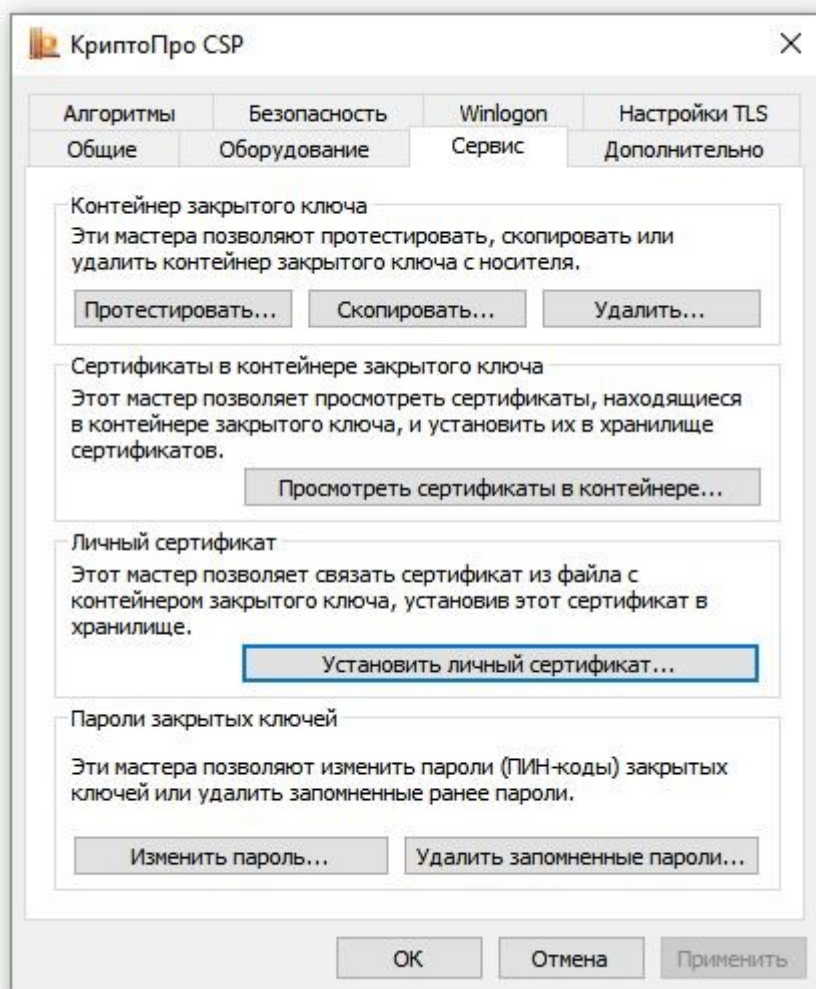 КриптоПро CSP
Алгоритмы Безопасность Winlogon Настройки TLS
Общие Оборудование Сервис Дополнительно
Контейнер закрытого ключа
Эти мастера позволяют протестировать, скопировать или
удалить контейнер закрытого ключа с носителя.
Протестировать... Скопировать... Удалить...
Сертификаты в контейнере закрытого ключа
Этот мастер позволяет просмотреть сертификаты, находящиеся
в контейнере закрытого ключа, и установить их в хранилище
сертификатов.
Просмотреть сертификаты в контейнере...
Личный сертификат
Этот мастер позволяет связать сертификат из файла с
контейнером закрытого ключа, установив этот сертификат в
хранилище.
Установить личный сертификат...
Пароли закрытых ключей
Эти мастера позволяют изменить пароли (ПИН-коды) закрытых
ключей или удалить запомненные ранее пароли.
Изменить пароль... Удалить запомненные пароли...
ОК Отмена Применить